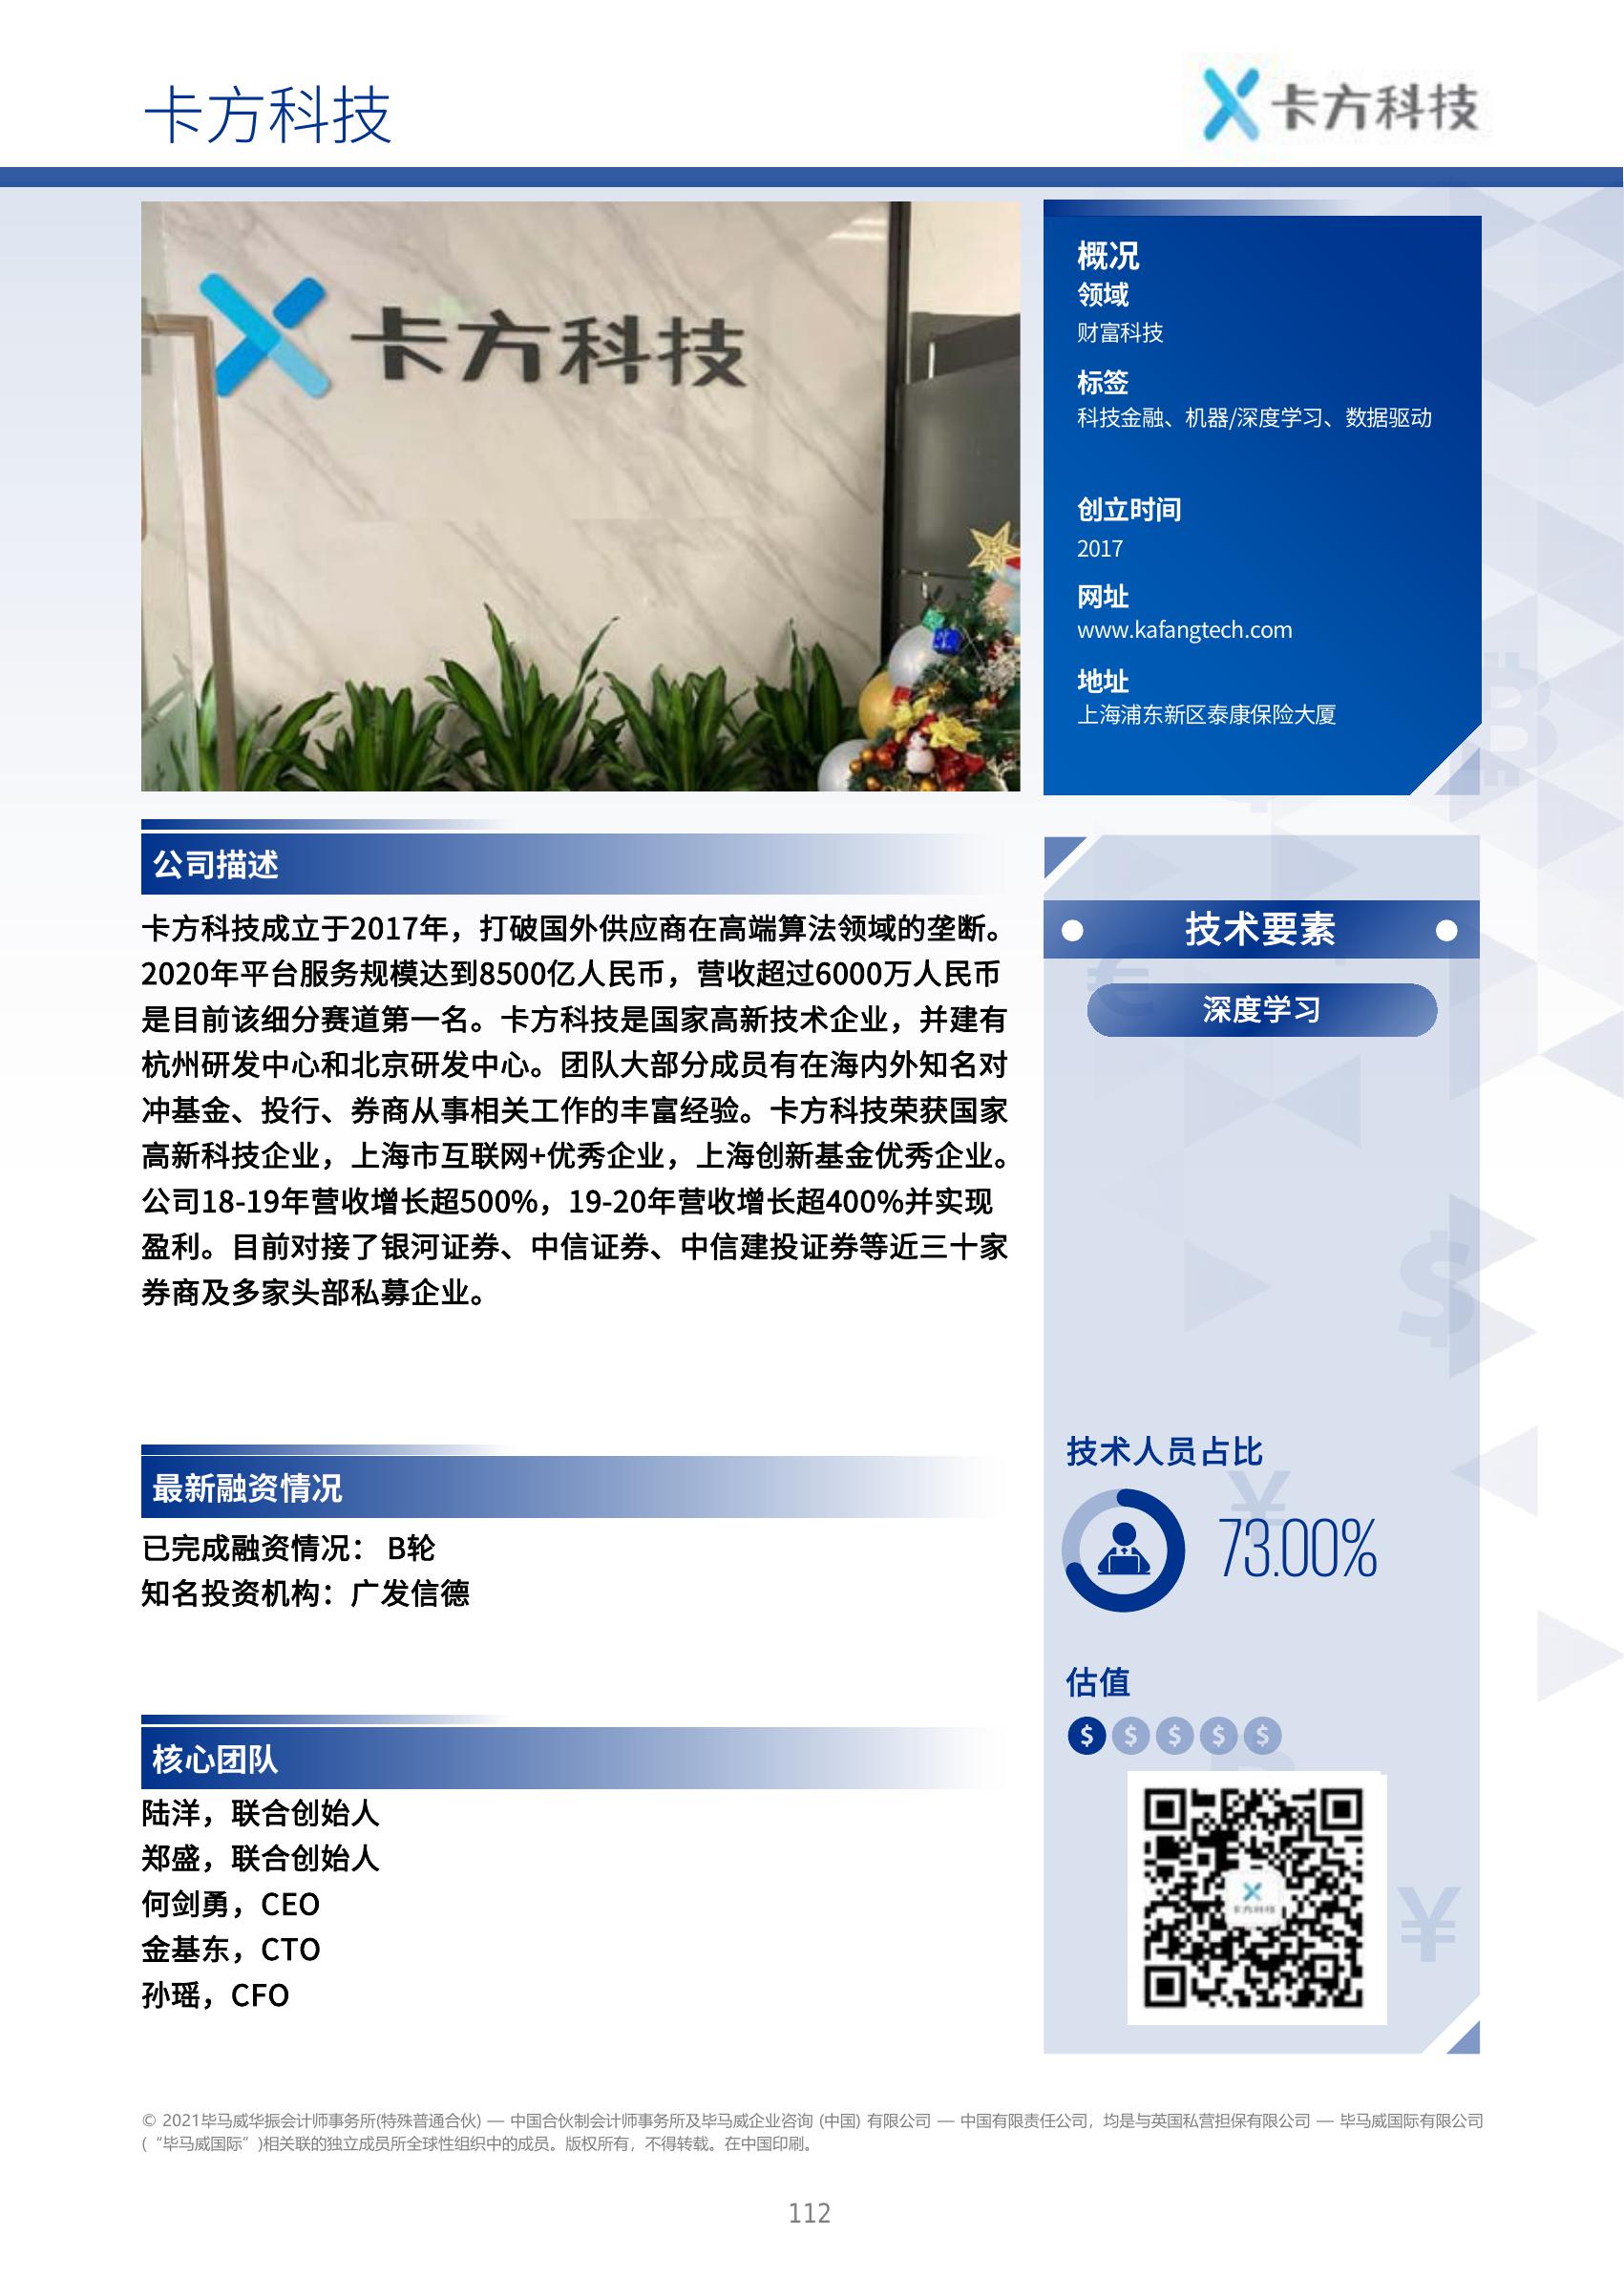 卡方科技
卡方科技
卡方科技
概况
领域
财富科技
标签
科技金融、机器/深度学习、数据驱动
创立时间
2017
网址
www.kafangtech.com
地址
上海浦东新区泰康保险大厦
公司描述
卡方科技成立于2017年，打破国外供应商在高端算法领域的垄断。
2020年平台服务规模达到8500亿人民币，营收超过6000万人民币
是目前该细分赛道第一名。卡方科技是国家高新技术企业，并建有
杭州研发中心和北京研发中心。团队大部分成员有在海内外知名对
冲基金、投行、券商从事相关工作的丰富经验。卡方科技荣获国家
高新科技企业，上海市互联网+优秀企业，上海创新基金优秀企业。
公司18-19年营收增长超500%，19-20年营收增长超400%并实现
盈利。目前对接了银河证券、中信证券、中信建投证券等近三十家
券商及多家头部私募企业。
最新融资情况
已完成融资情况： B轮
知名投资机构：广发信德
核心团队
陆洋，联合创始人
郑盛，联合创始人
何剑勇，CEO
金基东，CTO
孙瑶，CFO
技术要素
深度学习
技术人员占比
73.00%
估值
$ $ $ $ $
卡方科技
© 2021毕马威华振会计师事务所(特殊普通合伙) — 中国合伙制会计师事务所及毕马威企业咨询 (中国) 有限公司 — 中国有限责任公司，均是与英国私营担保有限公司 — 毕马威国际有限公司
(“毕马威国际”)相关联的独立成员所全球性组织中的成员。版权所有，不得转载。在中国印刷。
112